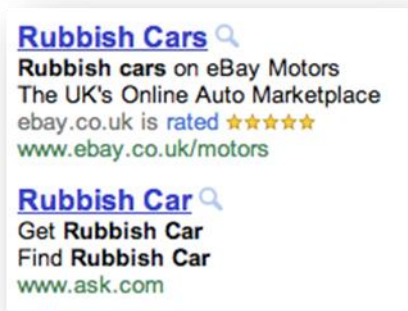 Rubbish Cars
Rubbish cars on eBay Motors
The UK's Online Auto Marketplace
ebay.co.uk is rated
www.ebay.co.uk/motors
Rubbish Car
Get Rubbish Car
Find Rubbish Car
www.ask.com